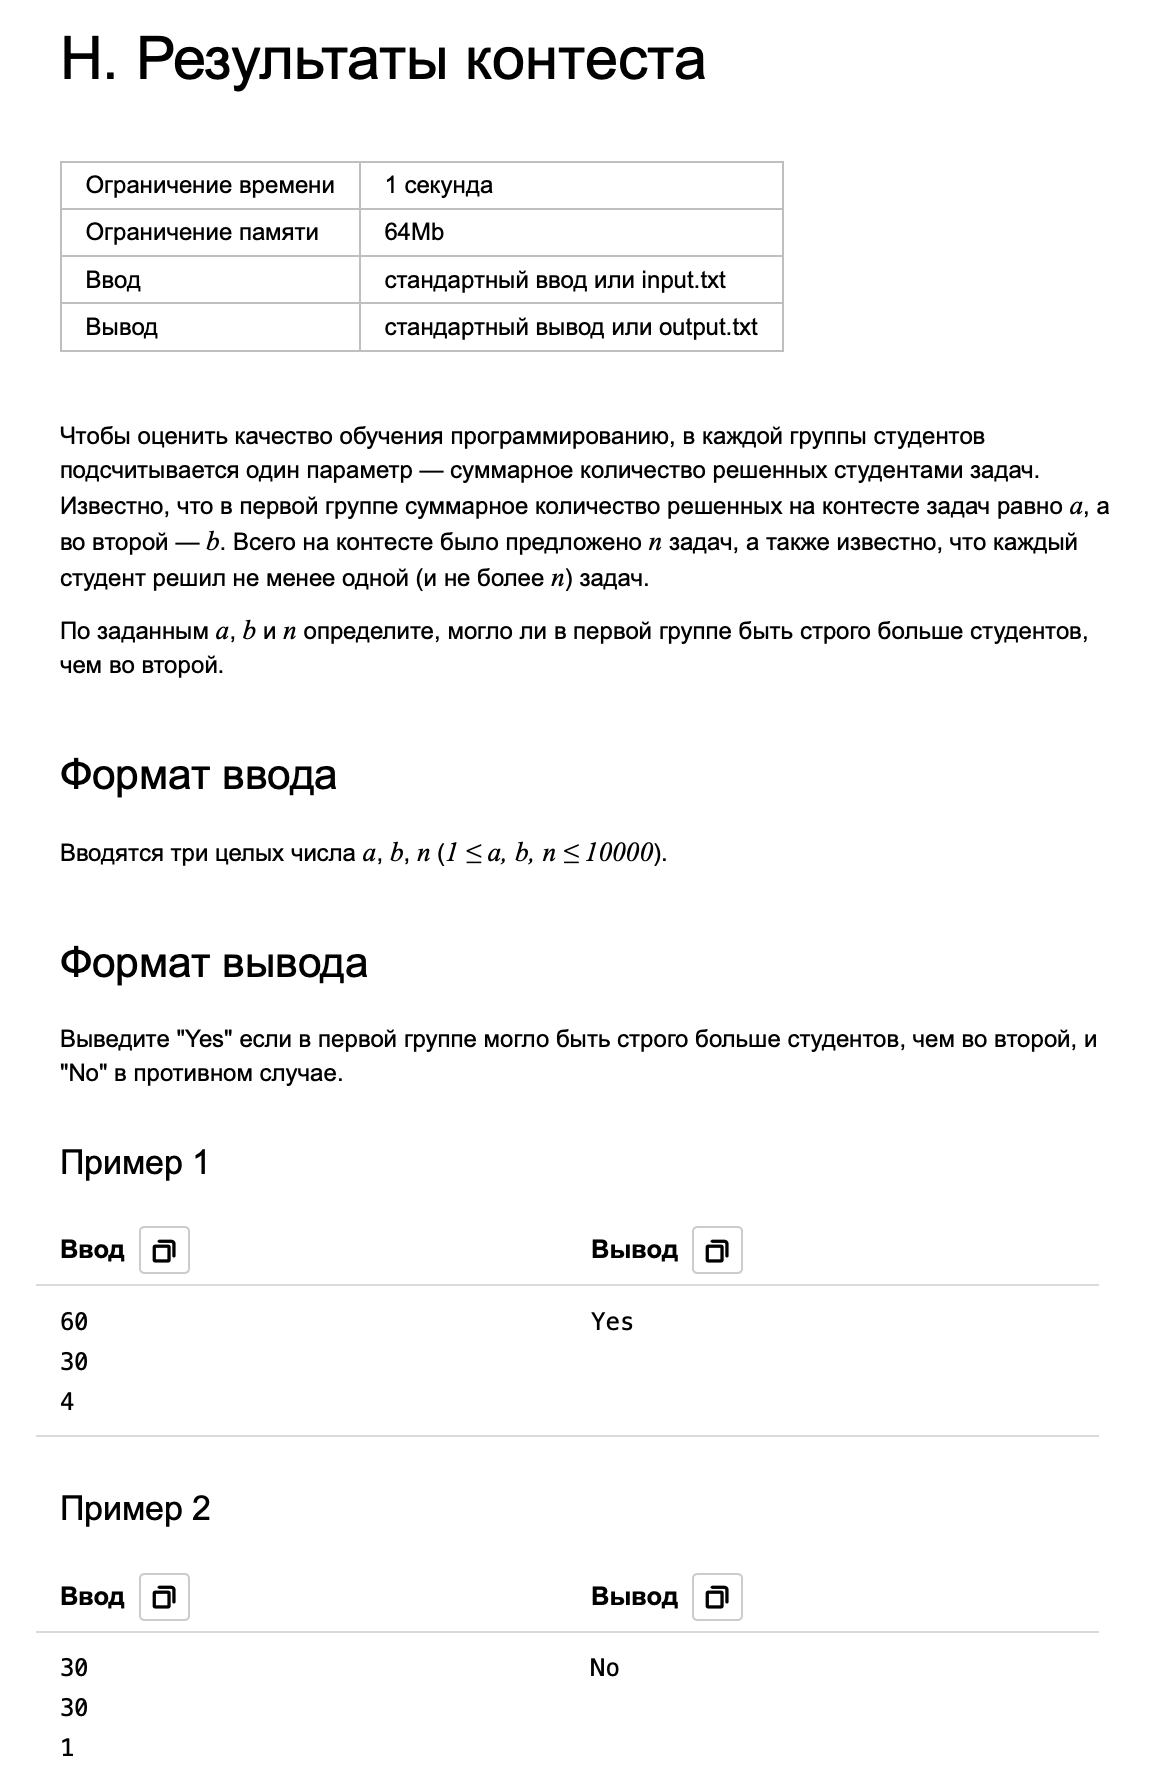 Н. Результаты контеста
Ограничение времени 1 секунда
Ограничение памяти 64Mb
Ввод стандартный ввод или input.txt
Вывод стандартный вывод или output.txt
Чтобы оценить качество обучения программированию, в каждой группы студентов
подсчитывается один параметр — суммарное количество решенных студентами задач.
Известно, что в первой группе суммарное количество решенных на контесте задач равно a, а
во второй — b. Всего на контесте было предложено n задач, а также известно, что каждый
студент решил не менее одной (и не более n) задач.
По заданным a, b и n определите, могло ли в первой группе быть строго больше студентов,
чем во второй.
Формат ввода
Вводятся три целых числа a, b, n (1 ≤ a, b, n ≤ 10000).
Формат вывода
Выведите "Yes" если в первой группе могло быть строго больше студентов, чем во второй, и
"No" в противном случае.
Пример 1
Ввод Вывод
60 Yes
30
4
Пример 2
Ввод Вывод
30 No
30
1